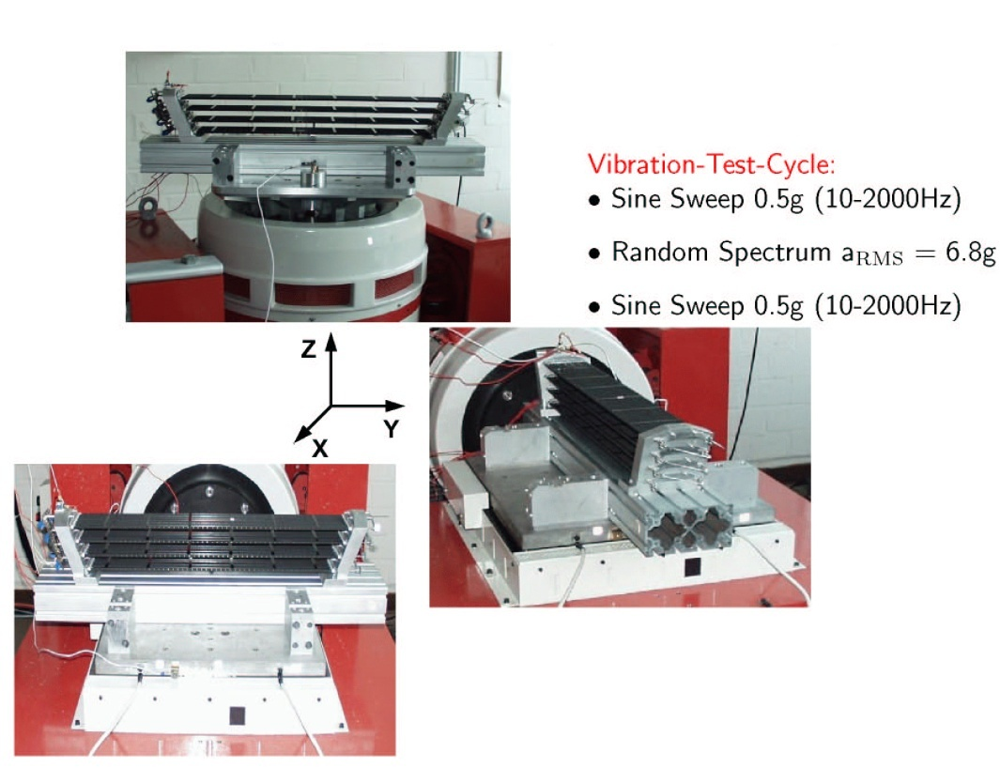 Vibration-Test-Cycle:
• Sine Sweep 0.5g (10-2000Hz)
• Random Spectrum aRMS = 6.8g
• Sine Sweep 0.5g (10-2000Hz)
Z
Y
X